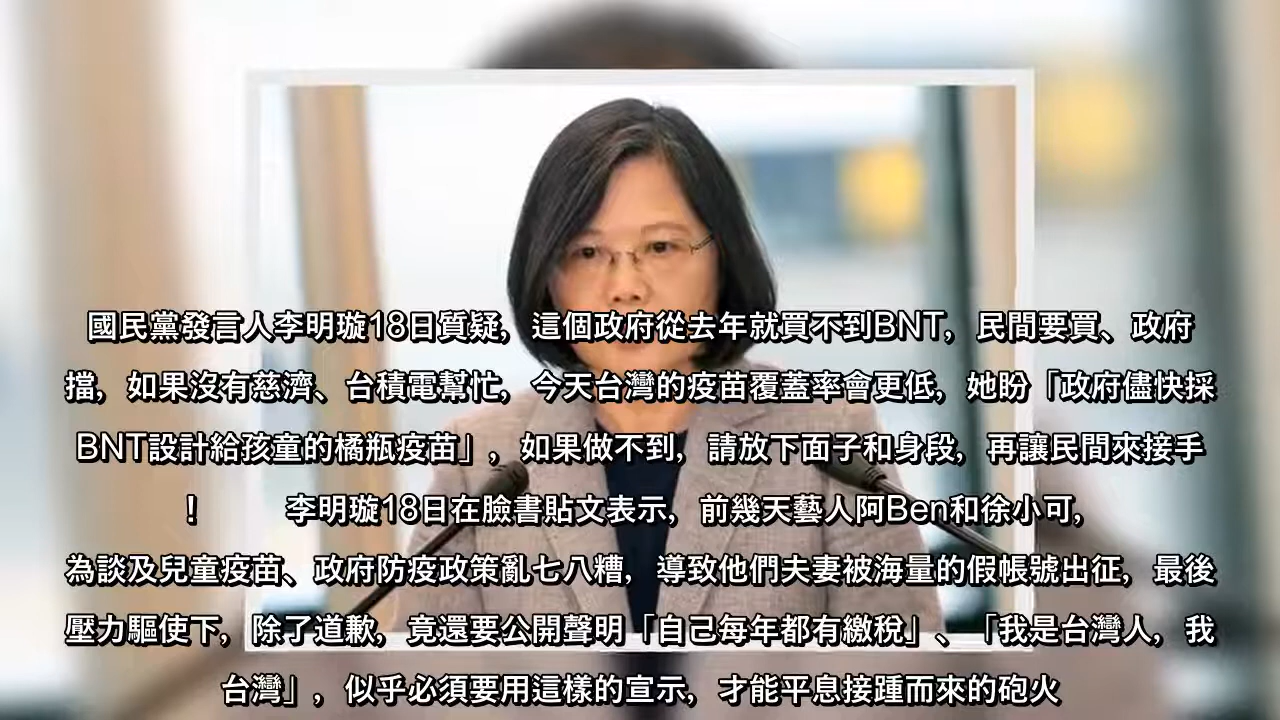 國民黨發言人李明璇18日質疑，這個政府從去年就買不到BNT，民間要買、政府
擋，如果沒有慈濟、台積電幫忙，今天台灣的疫苗覆蓋率會更低，她盼「政府儘快採
BNT設計給孩童的橘瓶疫苗」，如果做不到，請放下面子和身段，再讓民間來接手
！　　李明璇18日在臉書貼文表示，前幾天藝人阿Ben和徐小可，
為談及兒童疫苗、政府防疫政策亂七八糟，導致他們夫妻被海量的假帳號出征，最後
壓力驅使下，除了道歉，竟還要公開聲明「自己每年都有繳稅」、「我是台灣人，我
台灣」，似乎必須要用這樣的宣示，才能平息接踵而來的砲火